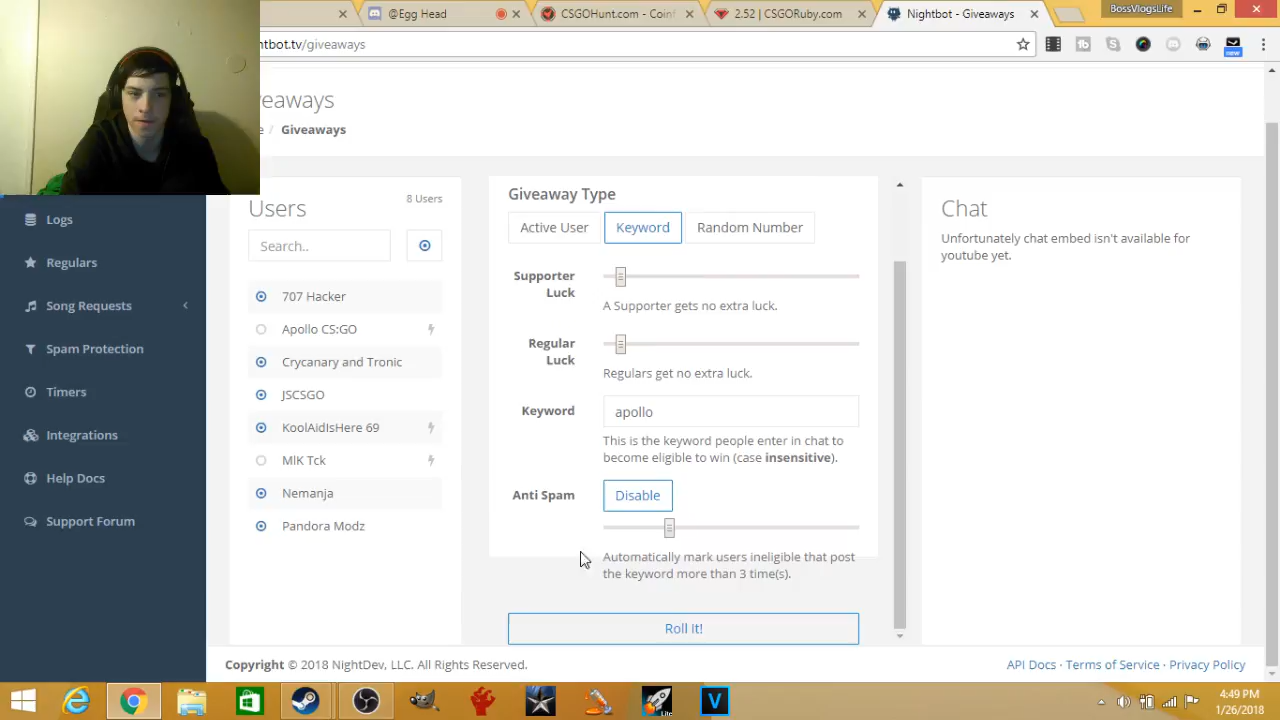 @Egg Head
CSGOHunt.com - Coinf
2.52 | CSGORuby.com
Nightbot - Giveaways
BossVlogsLife
ntbot.tv/giveaways
new
veaways
e / Giveaways
Logs
Regulars
Song Requests
Spam Protection
Timers
Integrations
Help Docs
Support Forum
Users
8 Users
Search..
707 Hacker
Apollo CS:GO
Crycanary and Tronic
JSCSGO
KoolAidIsHere 69
MlK Tck
Nemanja
Pandora Modz
Giveaway Type
Active User
Keyword
Random Number
Supporter
Luck
A Supporter gets no extra luck.
Regular
Luck
Regulars get no extra luck.
Keyword
apollo
This is the keyword people enter in chat to
become eligible to win (case insensitive).
Anti Spam
Disable
Automatically mark users ineligible that post
the keyword more than 3 time(s).
Roll It!
Chat
Unfortunately chat embed isn't available for
youtube yet.
Copyright © 2018 NightDev, LLC. All Rights Reserved.
API Docs · Terms of Service · Privacy Policy
Lite
4:49 PM
1/26/2018